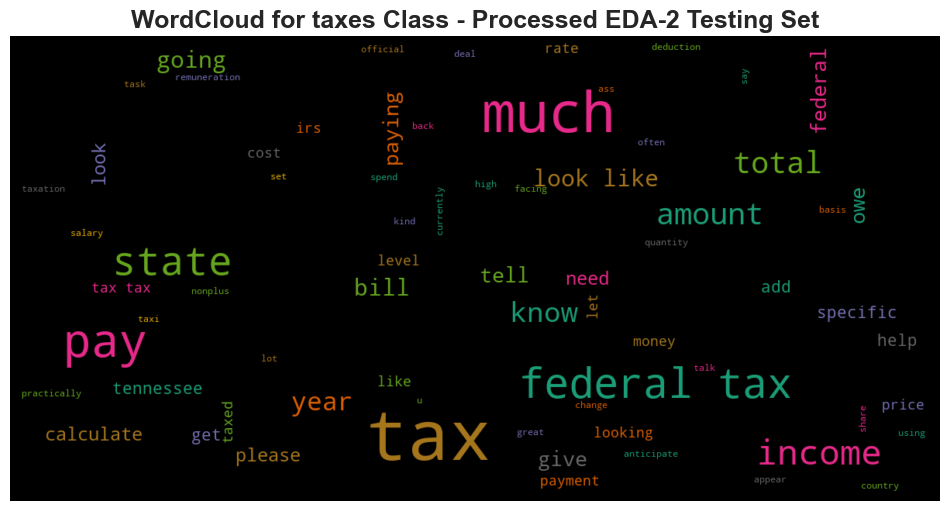 WordCloud for taxes Class - Processed EDA-2 Testing Set
official
deal
rate
deduction
going
remuneration
task
say
federal
ass
much
paying
back
irs
often
cost
look
total
look like
set
spend
high
facing
taxation
currently
owe
amount
basis
kind
salary
quantity
state
level
tell
need
bill
tax tax
nonplus
add
let
know
specific
taxi
money
help
lot
talk
pay
federal tax
like
tennessee
practically
year
u
change
price
share
taxed
tax
calculate
get
great
looking
using
please
give
anticipate
income
payment
appear
country